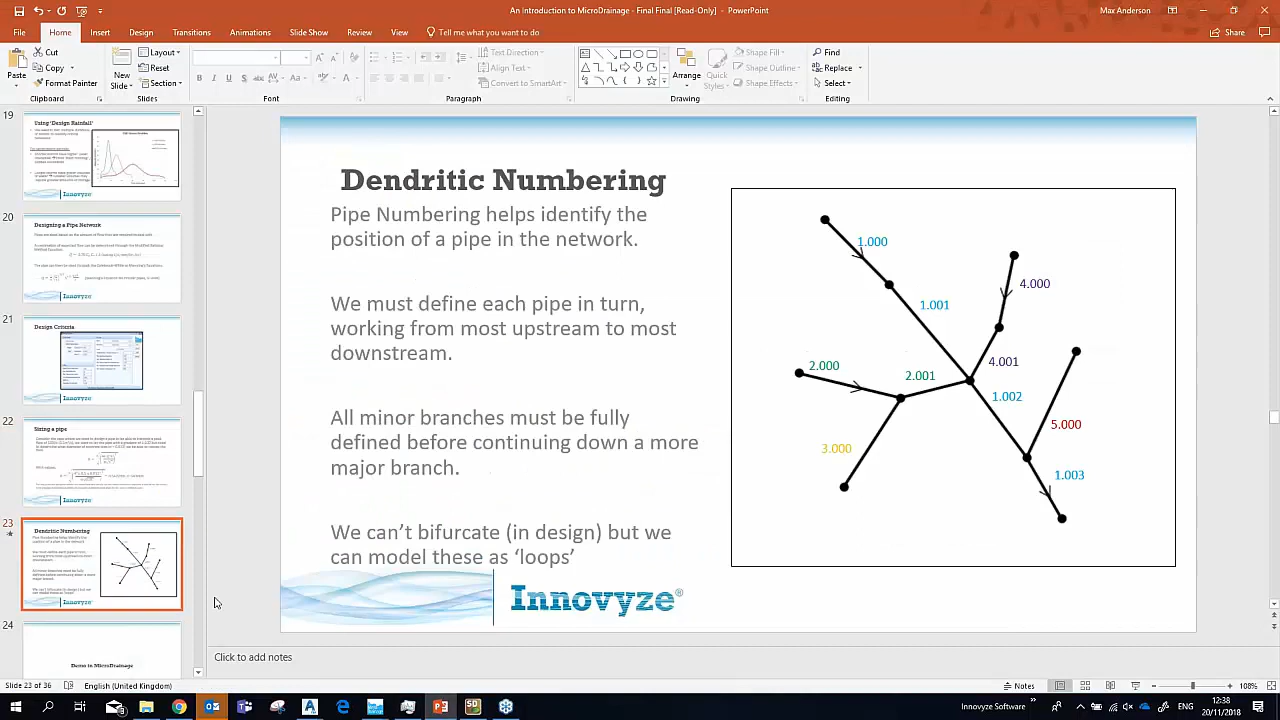 An Introduction to MicroDrainage - Final Final [Read-Only] - PowerPoint
Max Anderson
File Home Insert Design Transitions Animations Slide Show Review View Tell me what you want to do
Share
Paste
Cut
Copy
Format Painter
Clipboard
New Slide
Layout
Reset
Section
Slides
Font
Text Direction
Align Text
Convert to SmartArt
Paragraph
Arrange
Quick Styles
Shape Fill
Shape Outline
Shape Effects
Drawing
Find
Replace
Select
Editing
19
Using 'Design Rainfall'
Innovyze
20
Designing a Pipe Network
Innovyze
21
Design Criteria
Innovyze
22
Sizing a pipe
Innovyze
23
Dendritic Numbering
Innovyze
24
Demo in MicroDrainage
Dendritic Numbering
Pipe Numbering helps identify the
position of a pipe in the network.
We must define each pipe in turn,
working from most upstream to most
downstream.
All minor branches must be fully
defined before continuing down a more
major branch.
We can't bifurcate (in design) but we
can model these as 'loops'
Innovyze®
1.000
4.000
1.001
4.001
2.000
2.001
1.002
5.000
3.000
1.003
Click to add notes
Slide 23 of 36
English (United Kingdom)
Notes
108%
Innovyze Software
ENG
12:38
20/11/2018